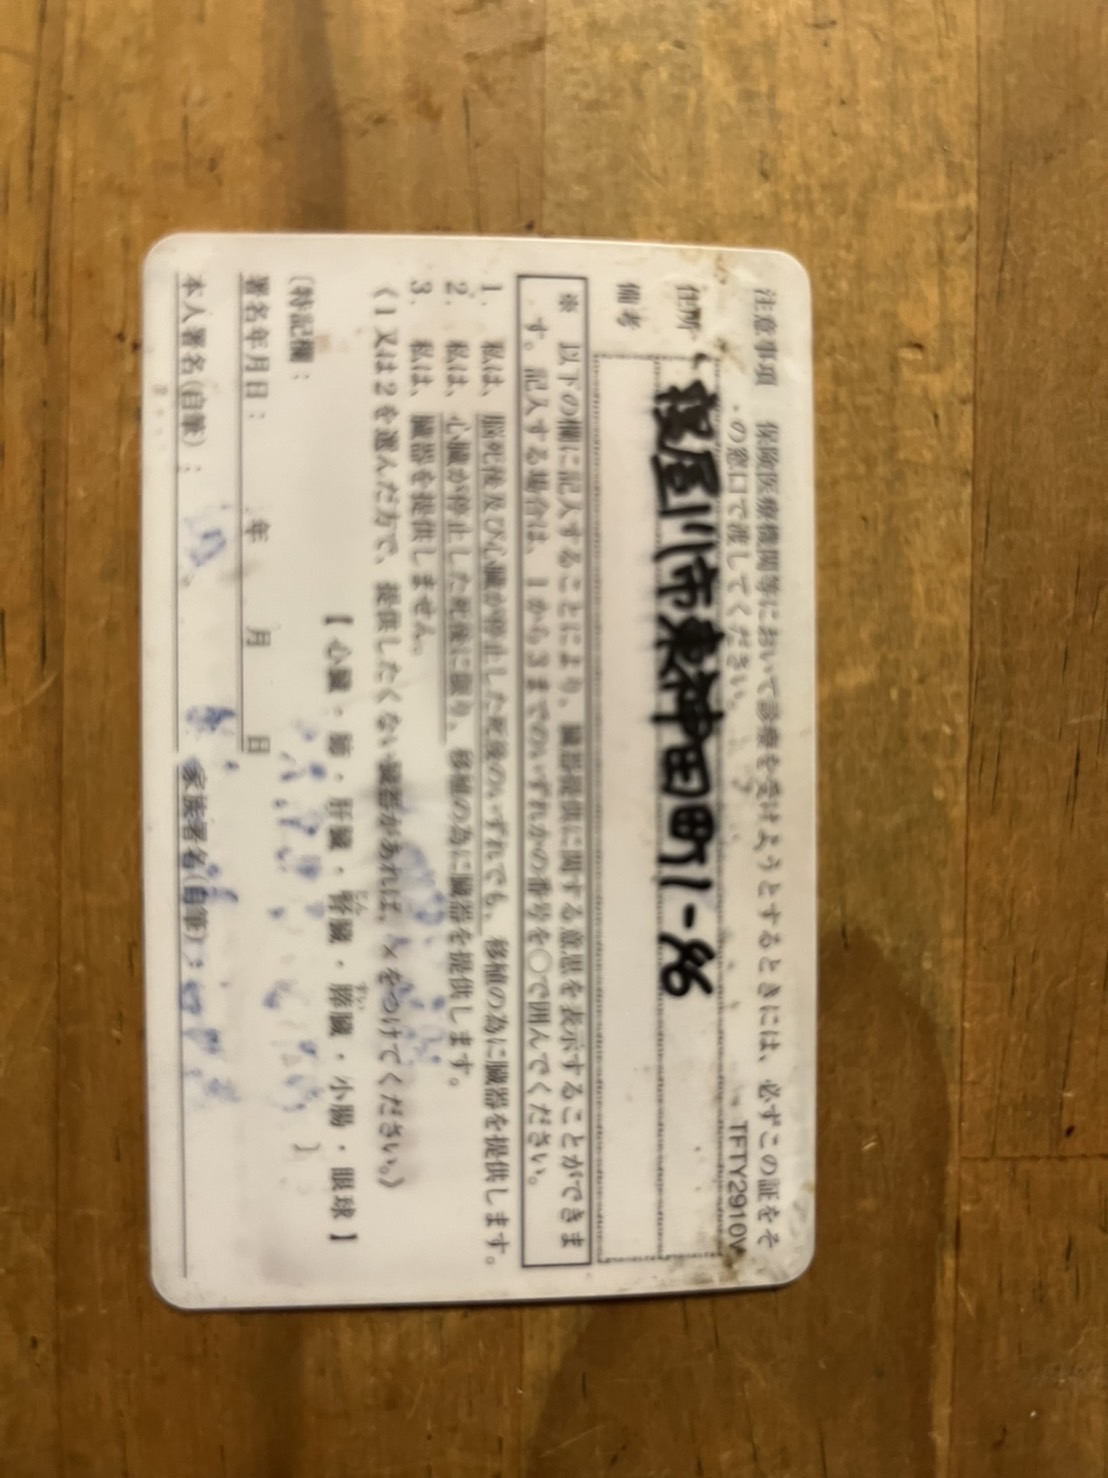 注意事項 保険医療機関等において診療を受けようとするときには、必ずこの証をそ
の窓口で渡してください。
TFTY2910V
住所 寝屋川市東神田町1-
備考
※ 以下の欄に記入することにより、臓器提供に関する意思を表示することができま
す。記入する場合は、1から3までのいずれかの番号を○で囲んでください。
1. 私は、脳死後及び心臓が停止した死後のいずれでも、移植の為に臓器を提供します。
2. 私は、心臓が停止した死後に限り、移植の為に臓器を提供します。
3. 私は、臓器を提供しません。
《1又は2を選んだ方で、提供したくない臓器があれば、×をつけてください。》
【 心臓 ・ 肺 ・ 肝臓 ・ 腎臓 ・ 膵臓 ・ 小腸 ・ 眼球 】
〔特記欄: 〕
署名年月日: 年 月 日
本人署名(自筆): 家族署名(自筆):